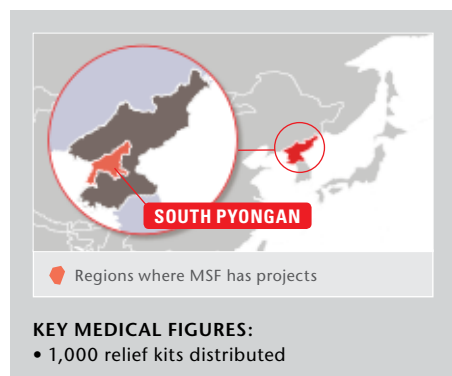 SOUTH PYONGAN
Regions where MSF has projects
KEY MEDICAL FIGURES:
• 1,000 relief kits distributed